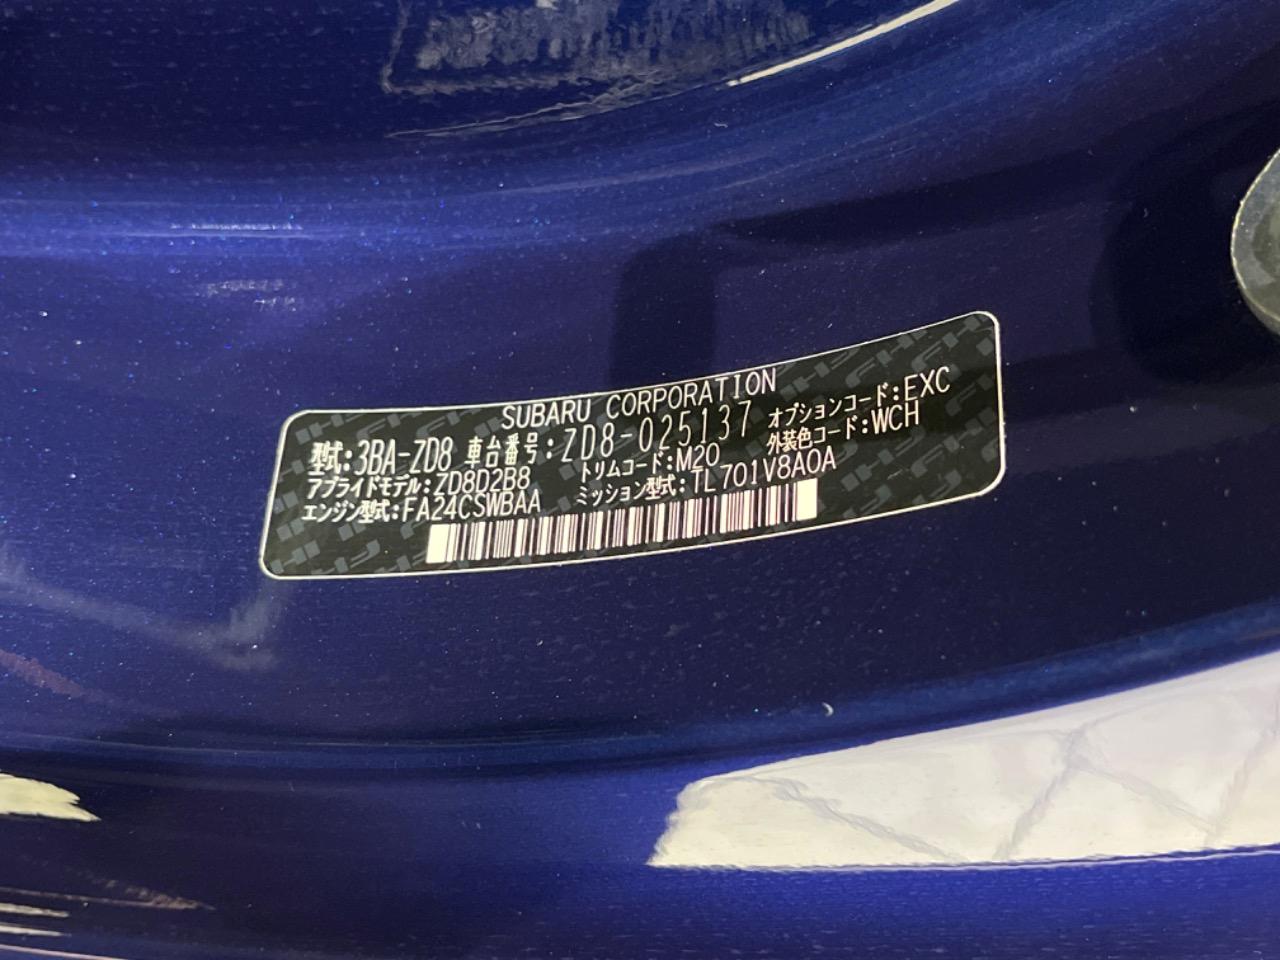 SUBARU CORPORATION
型式:3BA-ZD8 車台番号:ZD8-025137 オプションコード:EXC
アプライドモデル:ZD8D2B8 トリムコード:M20 外装色コード:WCH
エンジン型式:FA24CSWBAA ミッション型式:TL701V8A0A